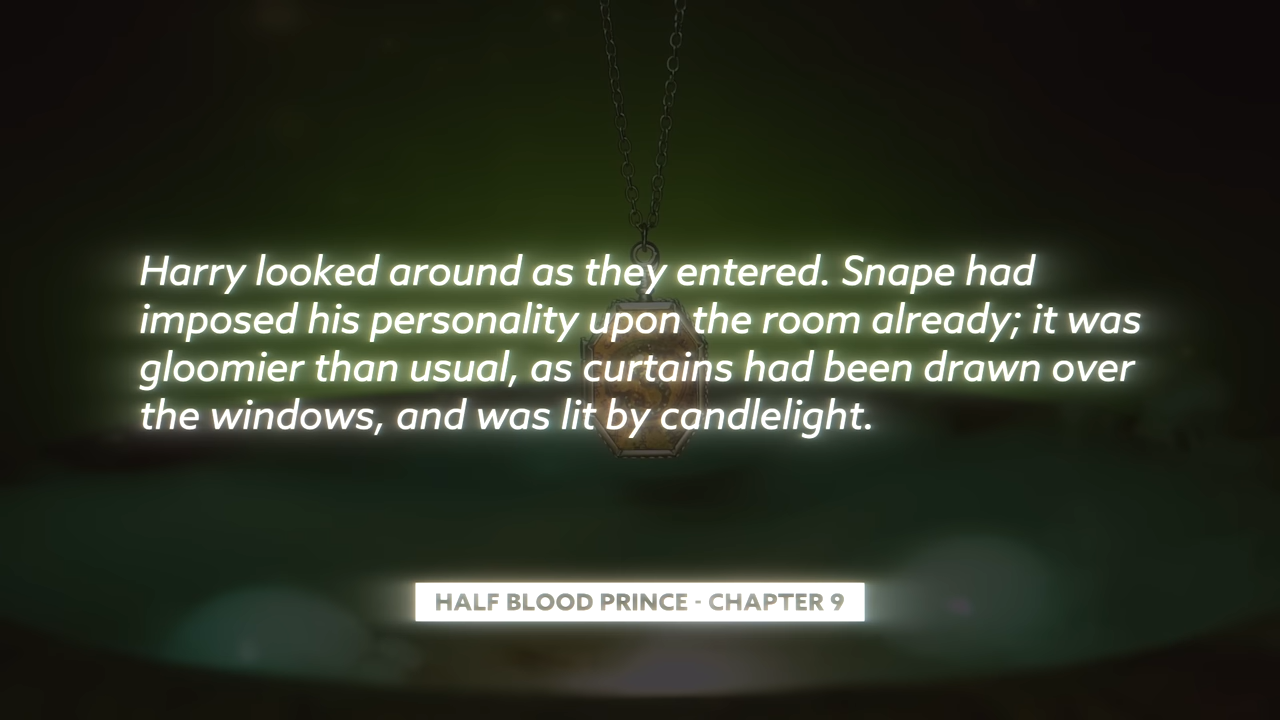 Harry looked around as they entered. Snape had
imposed his personality upon the room already; it was
gloomier than usual, as curtains had been drawn over
the windows, and was lit by candlelight.
HALF BLOOD PRINCE - CHAPTER 9